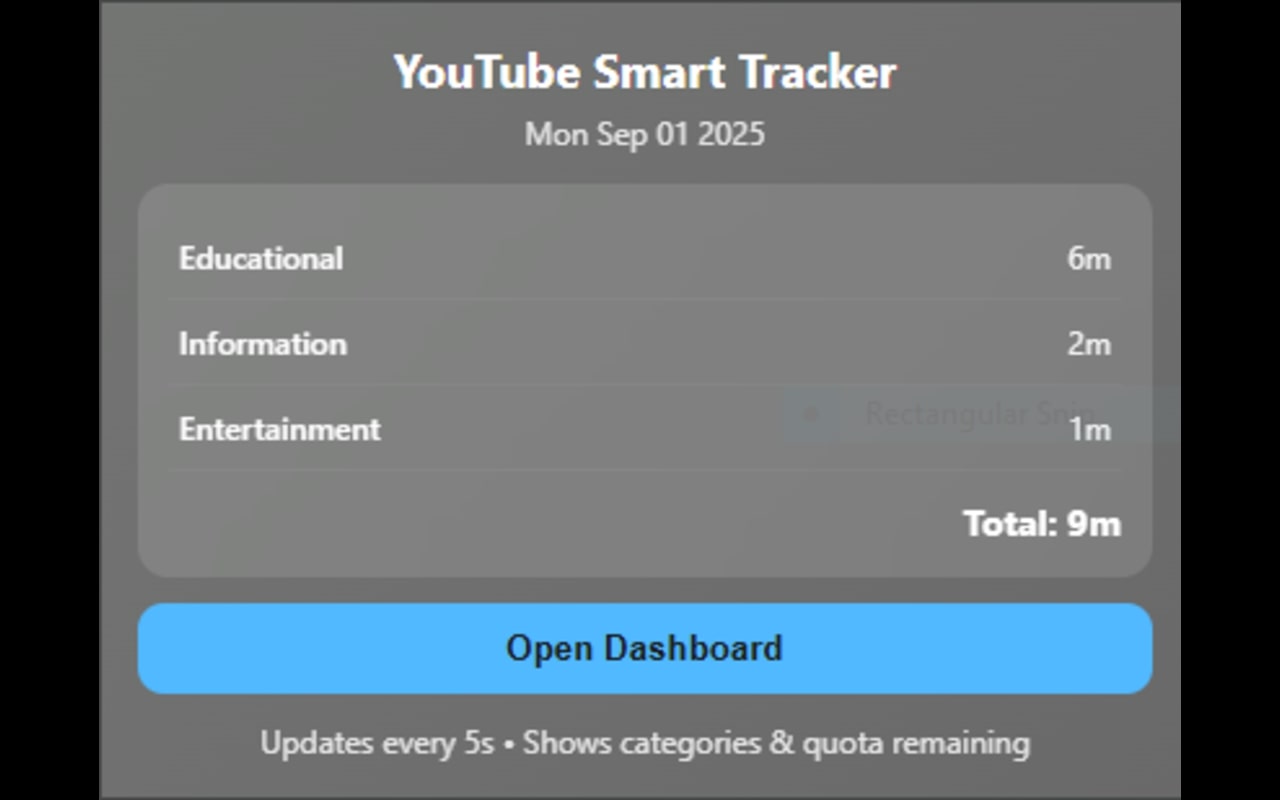 YouTube Smart Tracker
Mon Sep 01 2025
Educational 6m
Information 2m
Rectangular Snip
Entertainment 1m
Total: 9m
Open Dashboard
Updates every 5s • Shows categories & quota remaining